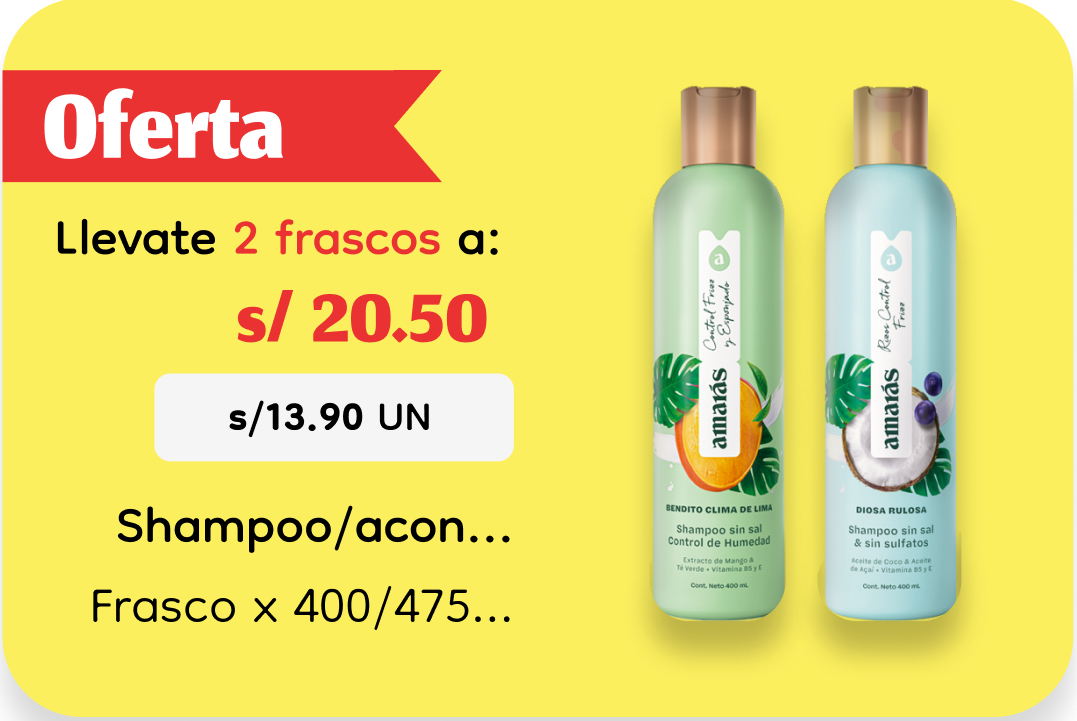 Oferta
Llevate 2 frascos a:
s/ 20.50
s/13.90 UN
Shampoo/acon...
Frasco x 400/475...
a
Control Frizz
y Esponjado
amarás
BENDITO CLIMA DE LIMA
Shampoo sin sal
Control de Humedad
Extracto de Mango &
Té Verde • Vitamina B5 y E
Cont. Neto 400 mL
a
Rizos Control
Frizz
amarás
DIOSA RULOSA
Shampoo sin sal
& sin sulfatos
Aceite de Coco & Aceite
de Açaí • Vitamina B5 y E
Cont. Neto 400 mL